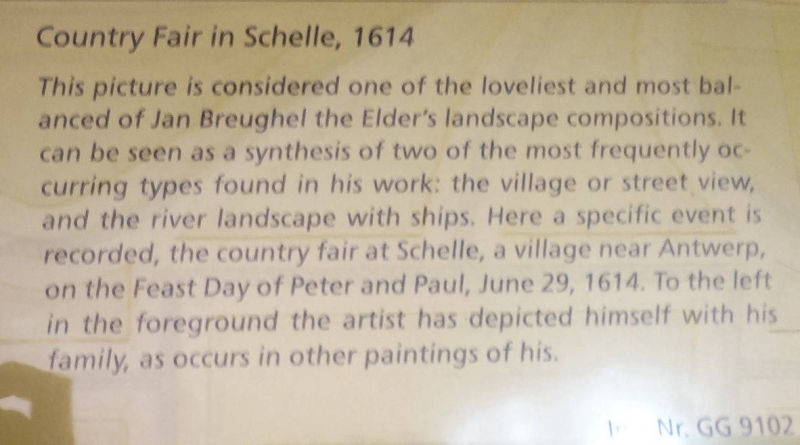 Country Fair in Schelle, 1614
This picture is considered one of the loveliest and most bal-
anced of Jan Breughel the Elder's landscape compositions. It
can be seen as a synthesis of two of the most frequently oc-
curring types found in his work: the village or street view,
and the river landscape with ships. Here a specific event is
recorded, the country fair at Schelle, a village near Antwerp,
on the Feast Day of Peter and Paul, June 29, 1614. To the left
in the foreground the artist has depicted himself with his
family, as occurs in other paintings of his.
Nr. GG 9102